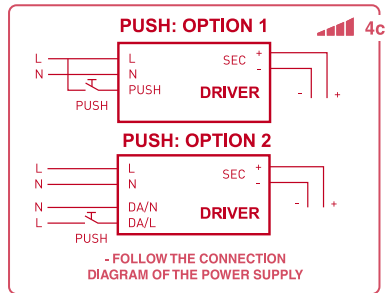 PUSH: OPTION 1
4c
L L SEC + -
N N
PUSH DRIVER - +
PUSH
PUSH: OPTION 2
L L SEC + -
N N
N DA/N - +
L DA/L DRIVER
PUSH
- FOLLOW THE CONNECTION
DIAGRAM OF THE POWER SUPPLY